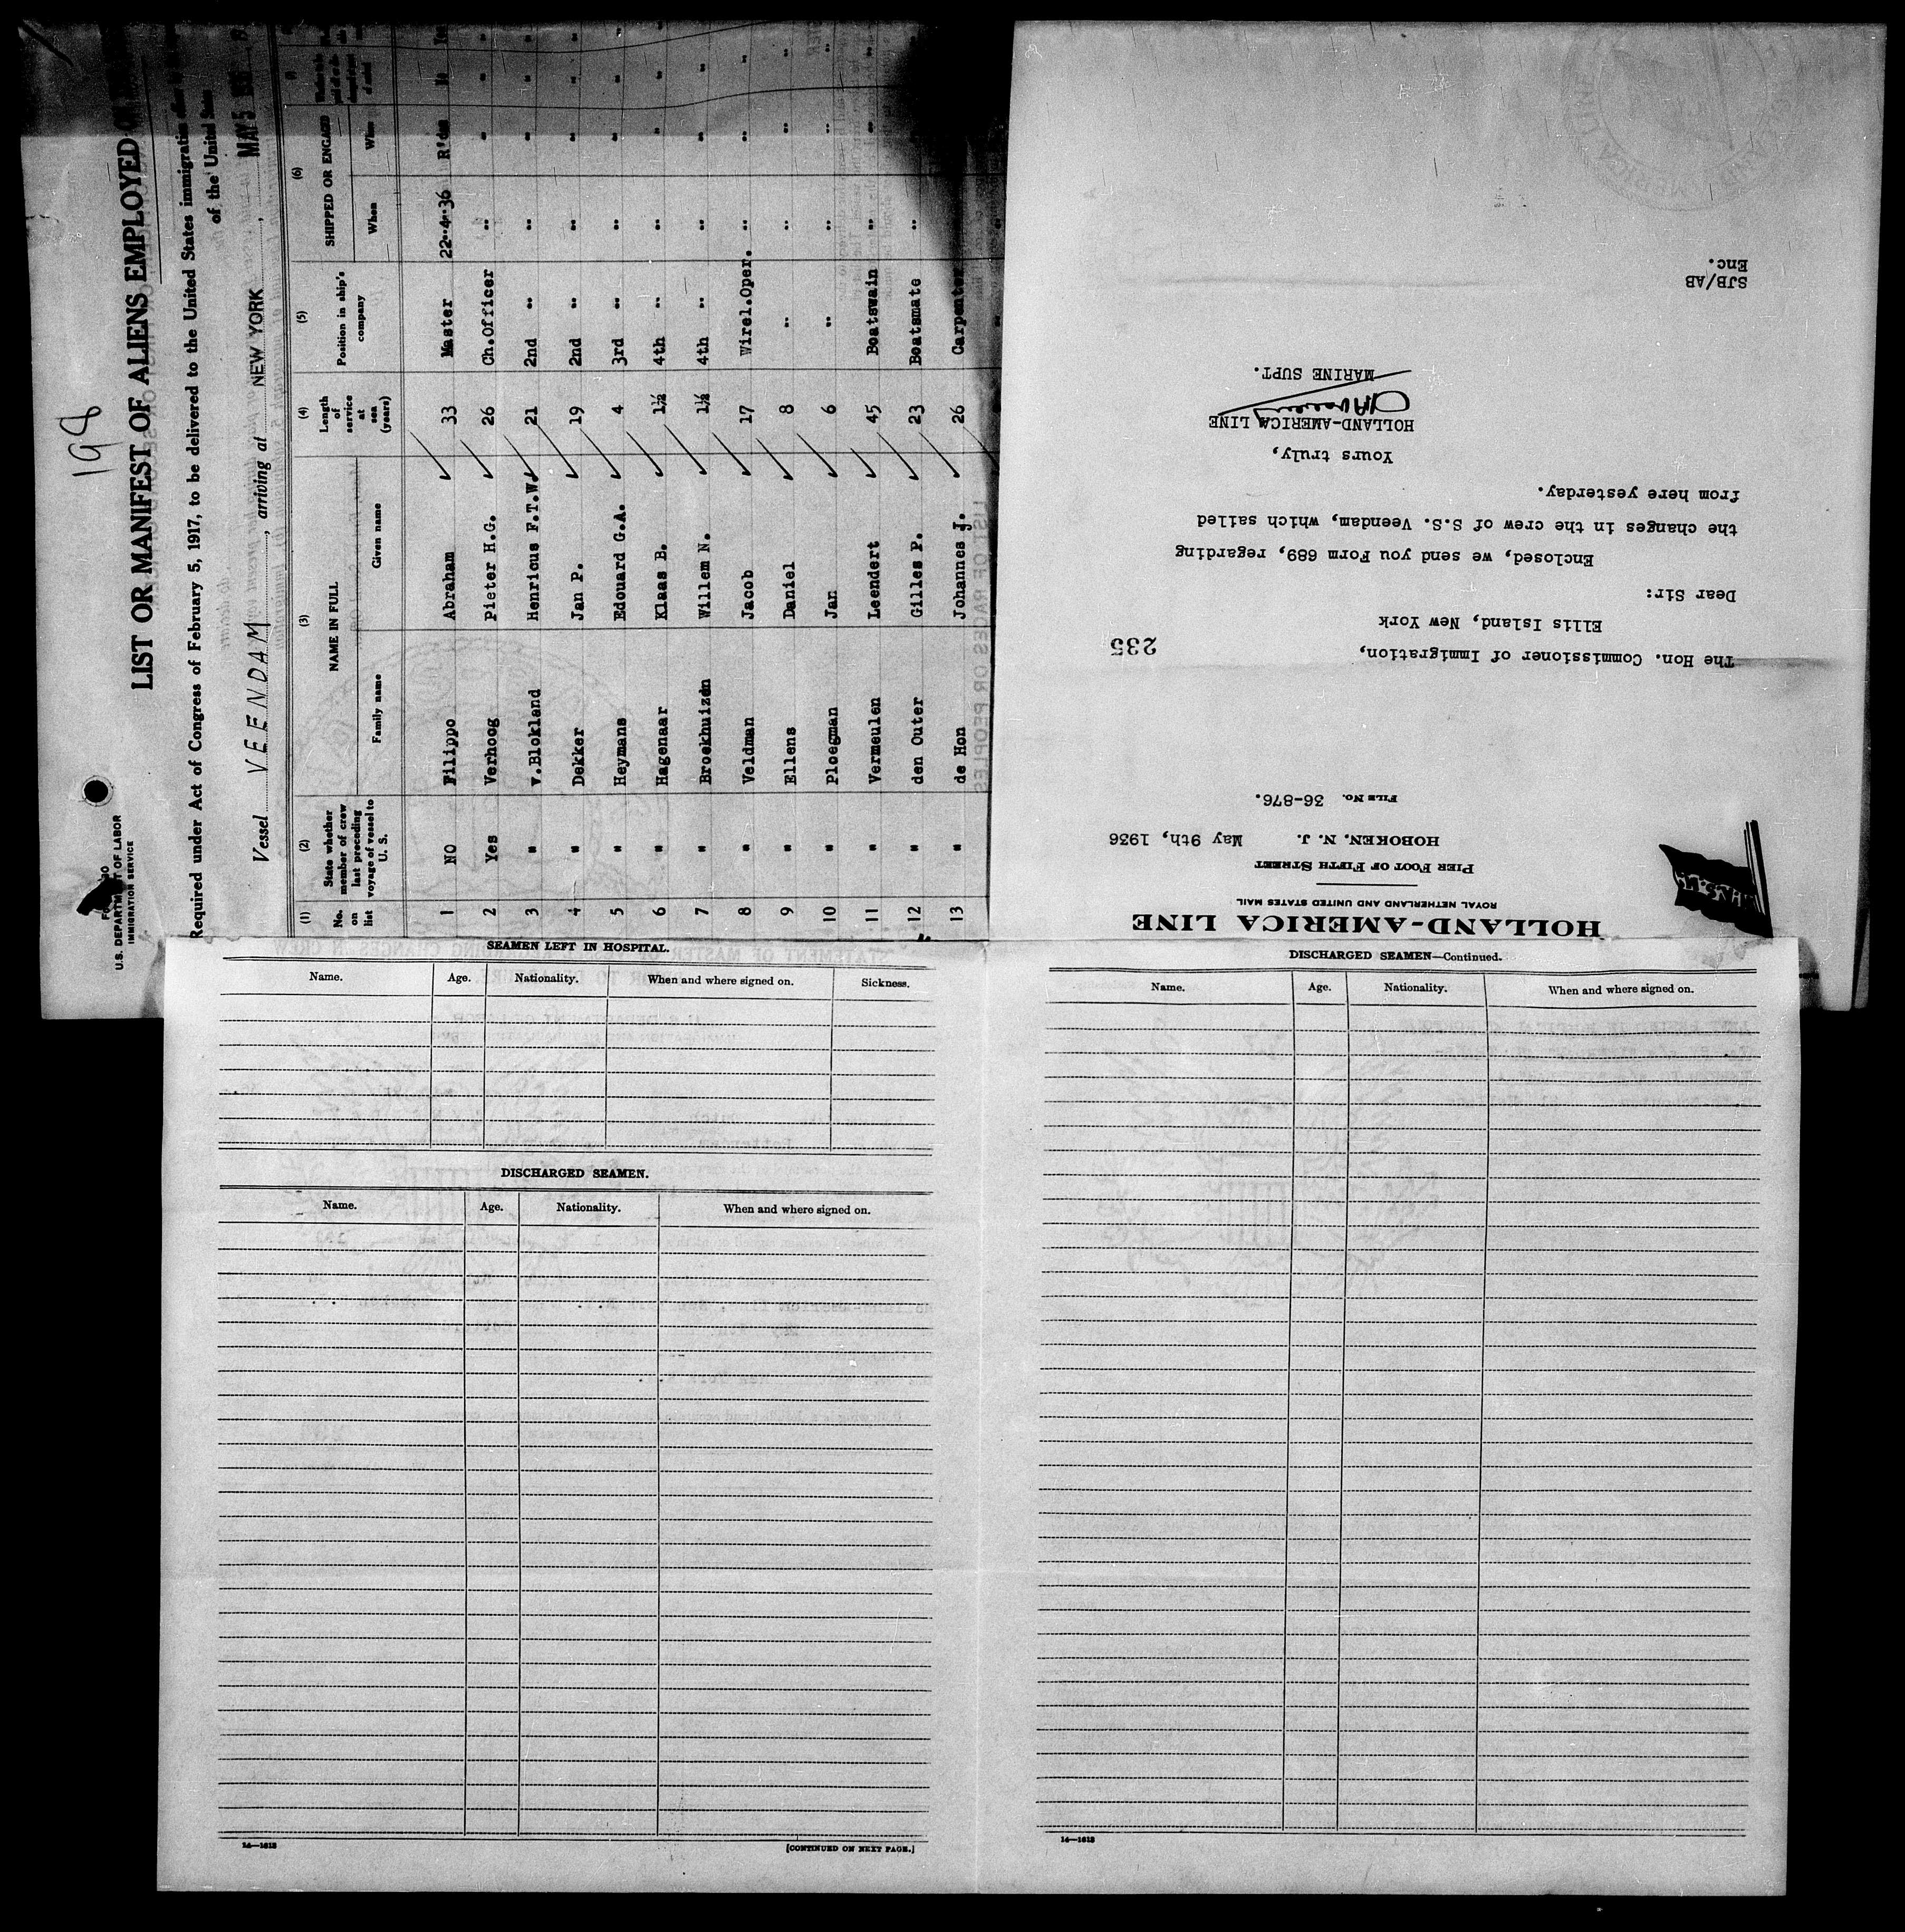 198
FORM 680
U.S. DEPARTMENT OF LABOR
IMMIGRATION SERVICE
LIST OR MANIFEST OF ALIENS EMPLOYED
Required under Act of Congress of February 5, 1917, to be delivered to the United States immigration
of the United States
Vessel VEENDAM, arriving at NEW YORK, MAY 5
(1) (2) (3) (4) (5) (6)
No. on list State whether member of crew last preceding voyage of vessel to U. S. NAME IN FULL Length of service at sea (years) Position in ship's company SHIPPED OR ENGAGED
Family name Given name When Where
1 NO Filippo Abraham 33 Master 22-4-36 R'dam
2 Yes Verhoog Pieter H.G. 26 Ch.Officer " "
3 " v.Blokland Henricus F.T.W. 21 2nd " " "
4 " Dekker Jan P. 19 2nd " " "
5 " Heymans Edouard G.A. 4 3rd " " "
6 " Hagenaar Klaas B. 1½ 4th " " "
7 " Broekhuizen Willem N. 1½ 4th " " "
8 " Veldman Jacob 17 Wirel.Oper. " "
9 " Ellens Daniel 8 " " "
10 " Ploegman Jan 6 " " "
11 " Vermeulen Leendert 45 Boatswain " "
12 " den Outer Gilles P. 23 Boatsmate "
13 " de Hon Johannes J. 26 Carpenter
HOLLAND-AMERICA LINE
ROYAL NETHERLAND AND UNITED STATES MAIL
PIER FOOT OF FIFTH STREET
HOBOKEN, N. J. May 9th, 1936
FILE No. 36-876.
The Hon. Commissioner of Immigration,
235
Ellis Island, New York
Dear Sir:
Enclosed, we send you Form 689, regarding
the changes in the crew of S.S. Veendam, which sailed
from here yesterday.
Yours truly,
HOLLAND-AMERICA LINE
MARINE SUPT.
SJB/AB
Enc.
SEAMEN LEFT IN HOSPITAL.
Name. Age. Nationality. When and where signed on. Sickness.
DISCHARGED SEAMEN.
Name. Age. Nationality. When and where signed on.
14—1613
[CONTINUED ON NEXT PAGE.]
DISCHARGED SEAMEN—Continued.
Name. Age. Nationality. When and where signed on.
14—1613